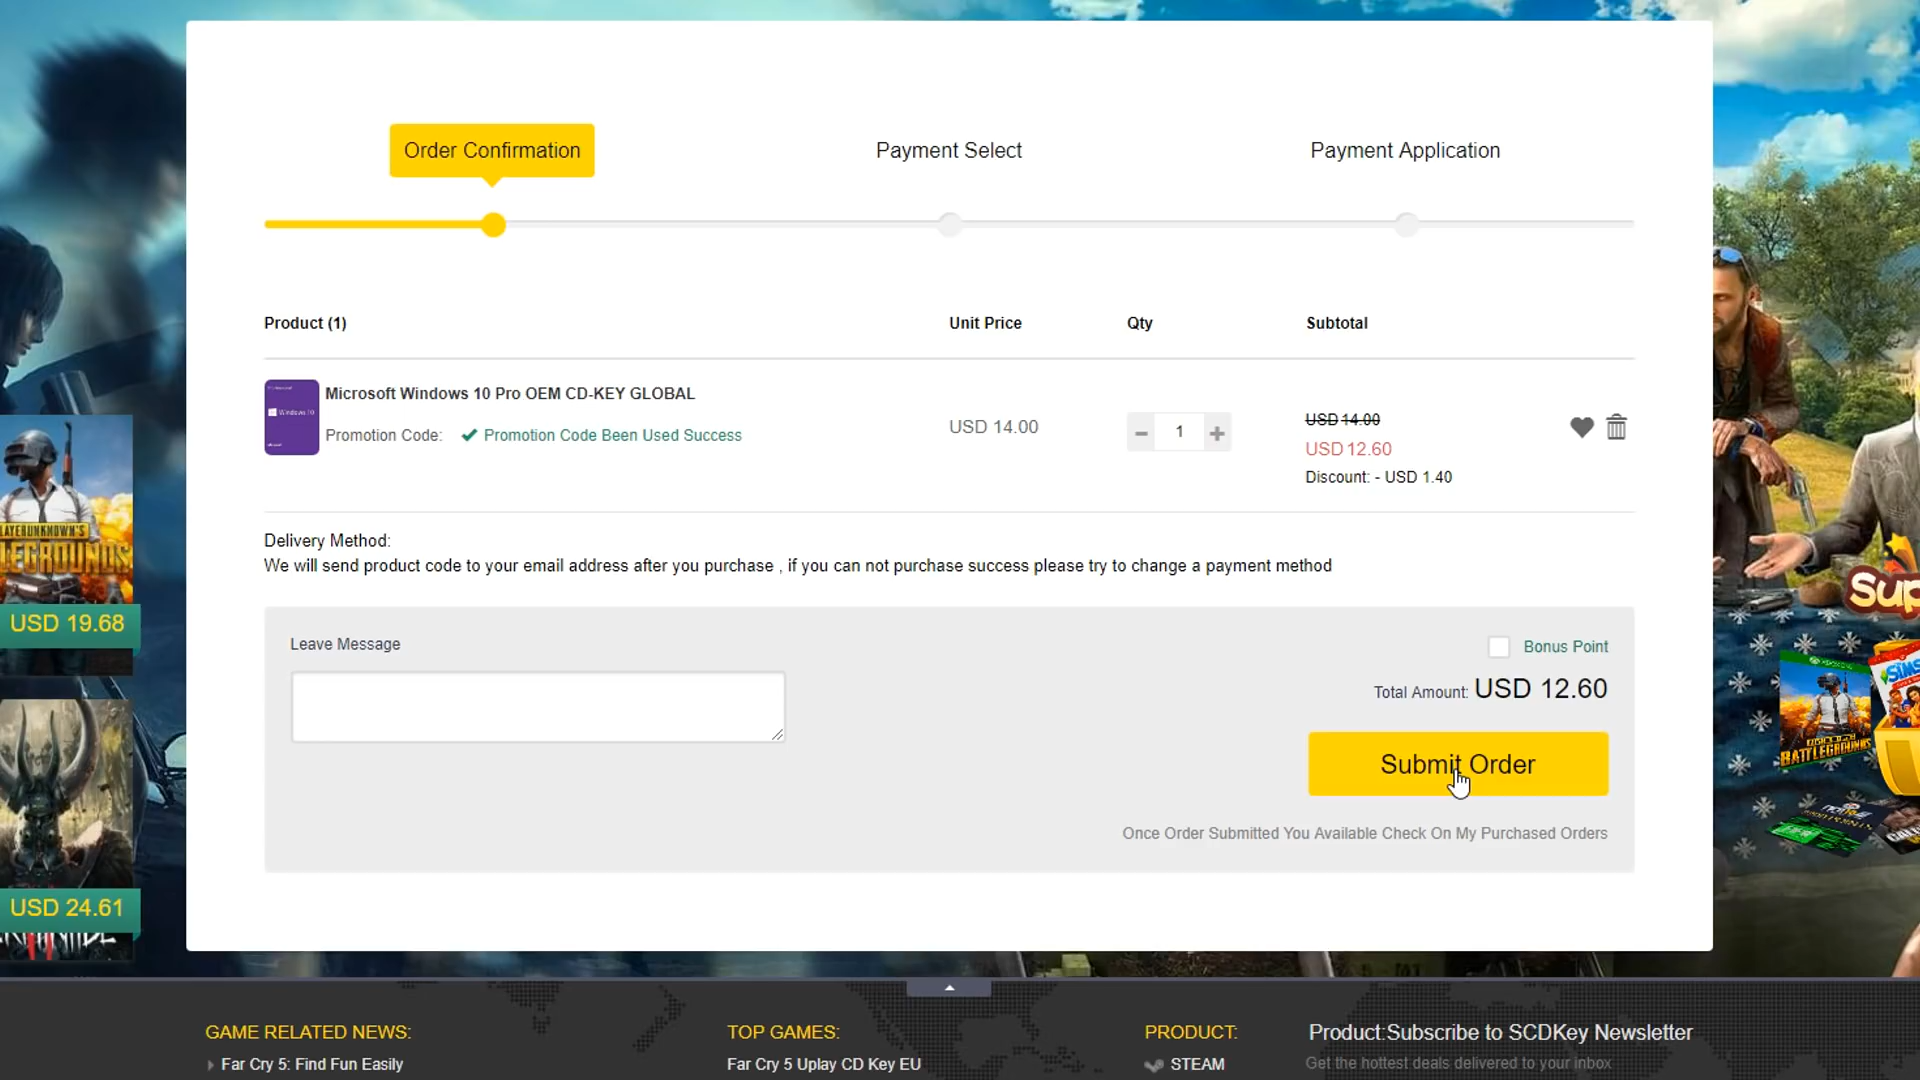 Order Confirmation
Payment Select
Payment Application
Product (1)
Unit Price
Qty
Subtotal
Windows 10
Microsoft Windows 10 Pro OEM CD-KEY GLOBAL
Promotion Code:
Promotion Code Been Used Success
USD 14.00
1
USD 14.00
USD 12.60
Discount: - USD 1.40
Delivery Method:
We will send product code to your email address after you purchase , if you can not purchase success please try to change a payment method
Leave Message
Bonus Point
Total Amount: USD 12.60
Submit Order
Once Order Submitted You Available Check On My Purchased Orders
USD 19.68
USD 24.61
SIMS
BATTLEGROUNDS
GAME RELATED NEWS:
Far Cry 5: Find Fun Easily
TOP GAMES:
Far Cry 5 Uplay CD Key EU
PRODUCT:
STEAM
Product:Subscribe to SCDKey Newsletter
Get the hottest deals delivered to your inbox